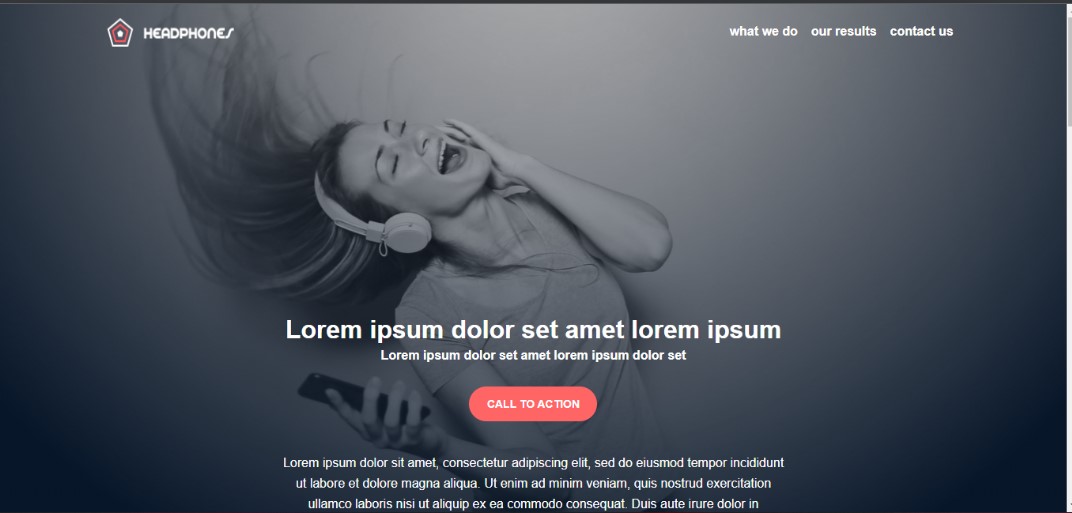 HEADPHONES
what we do our results contact us
Lorem ipsum dolor set amet lorem ipsum
Lorem ipsum dolor set amet lorem ipsum dolor set
CALL TO ACTION
Lorem ipsum dolor sit amet, consectetur adipiscing elit, sed do eiusmod tempor incididunt
ut labore et dolore magna aliqua. Ut enim ad minim veniam, quis nostrud exercitation
ullamco laboris nisi ut aliquip ex ea commodo consequat. Duis aute irure dolor in